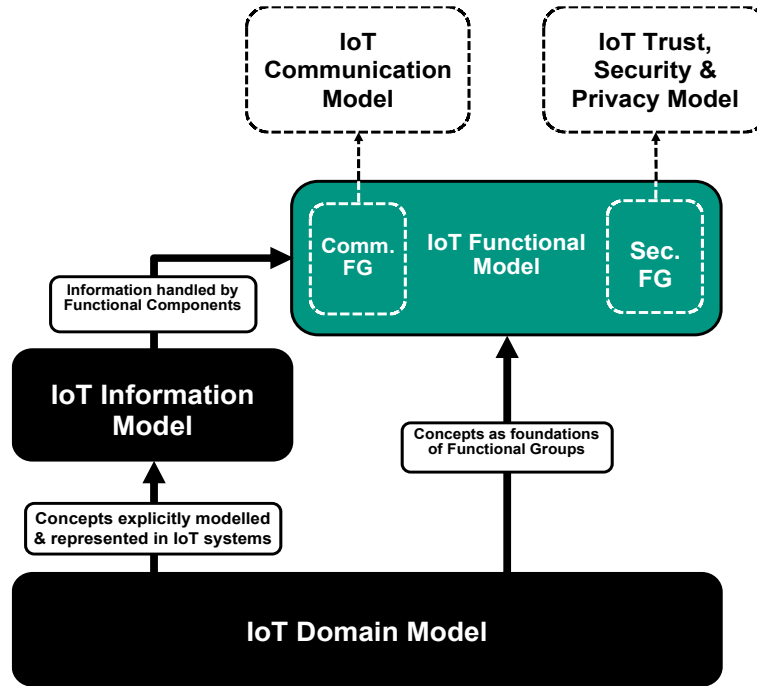 IoT
Communication
Model
IoT Trust,
Security &
Privacy Model
Comm.
FG
IoT Functional
Model
Sec.
FG
Information handled by
Functional Components
IoT Information
Model
Concepts as foundations
of Functional Groups
Concepts explicitly modelled
& represented in IoT systems
IoT Domain Model